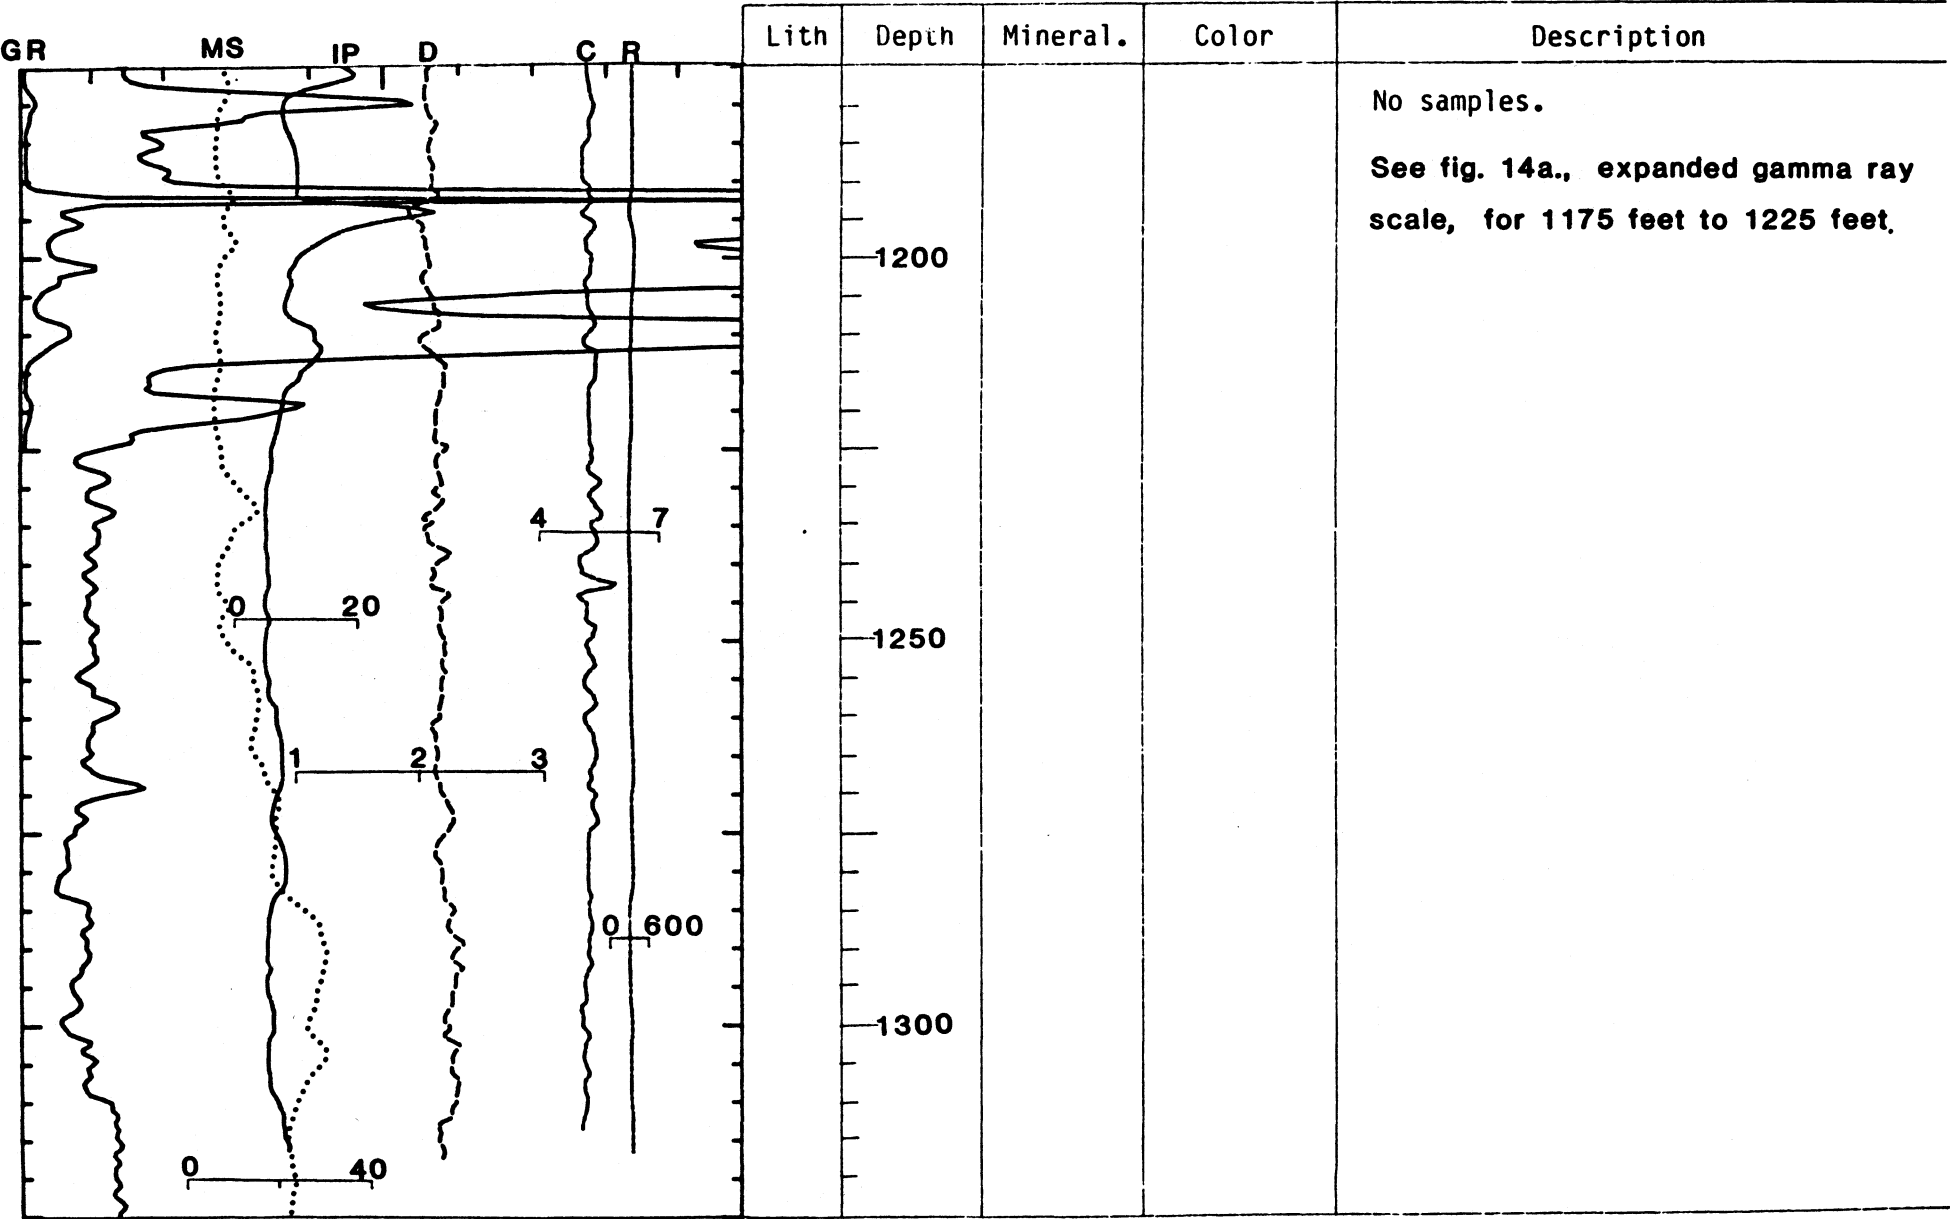 GR MS IP D C R
Lith Depth Mineral. Color Description
No samples.
See fig. 14a., expanded gamma ray
scale, for 1175 feet to 1225 feet.
1200
4 7
0 20
1250
1 2 3
0 600
1300
0 40